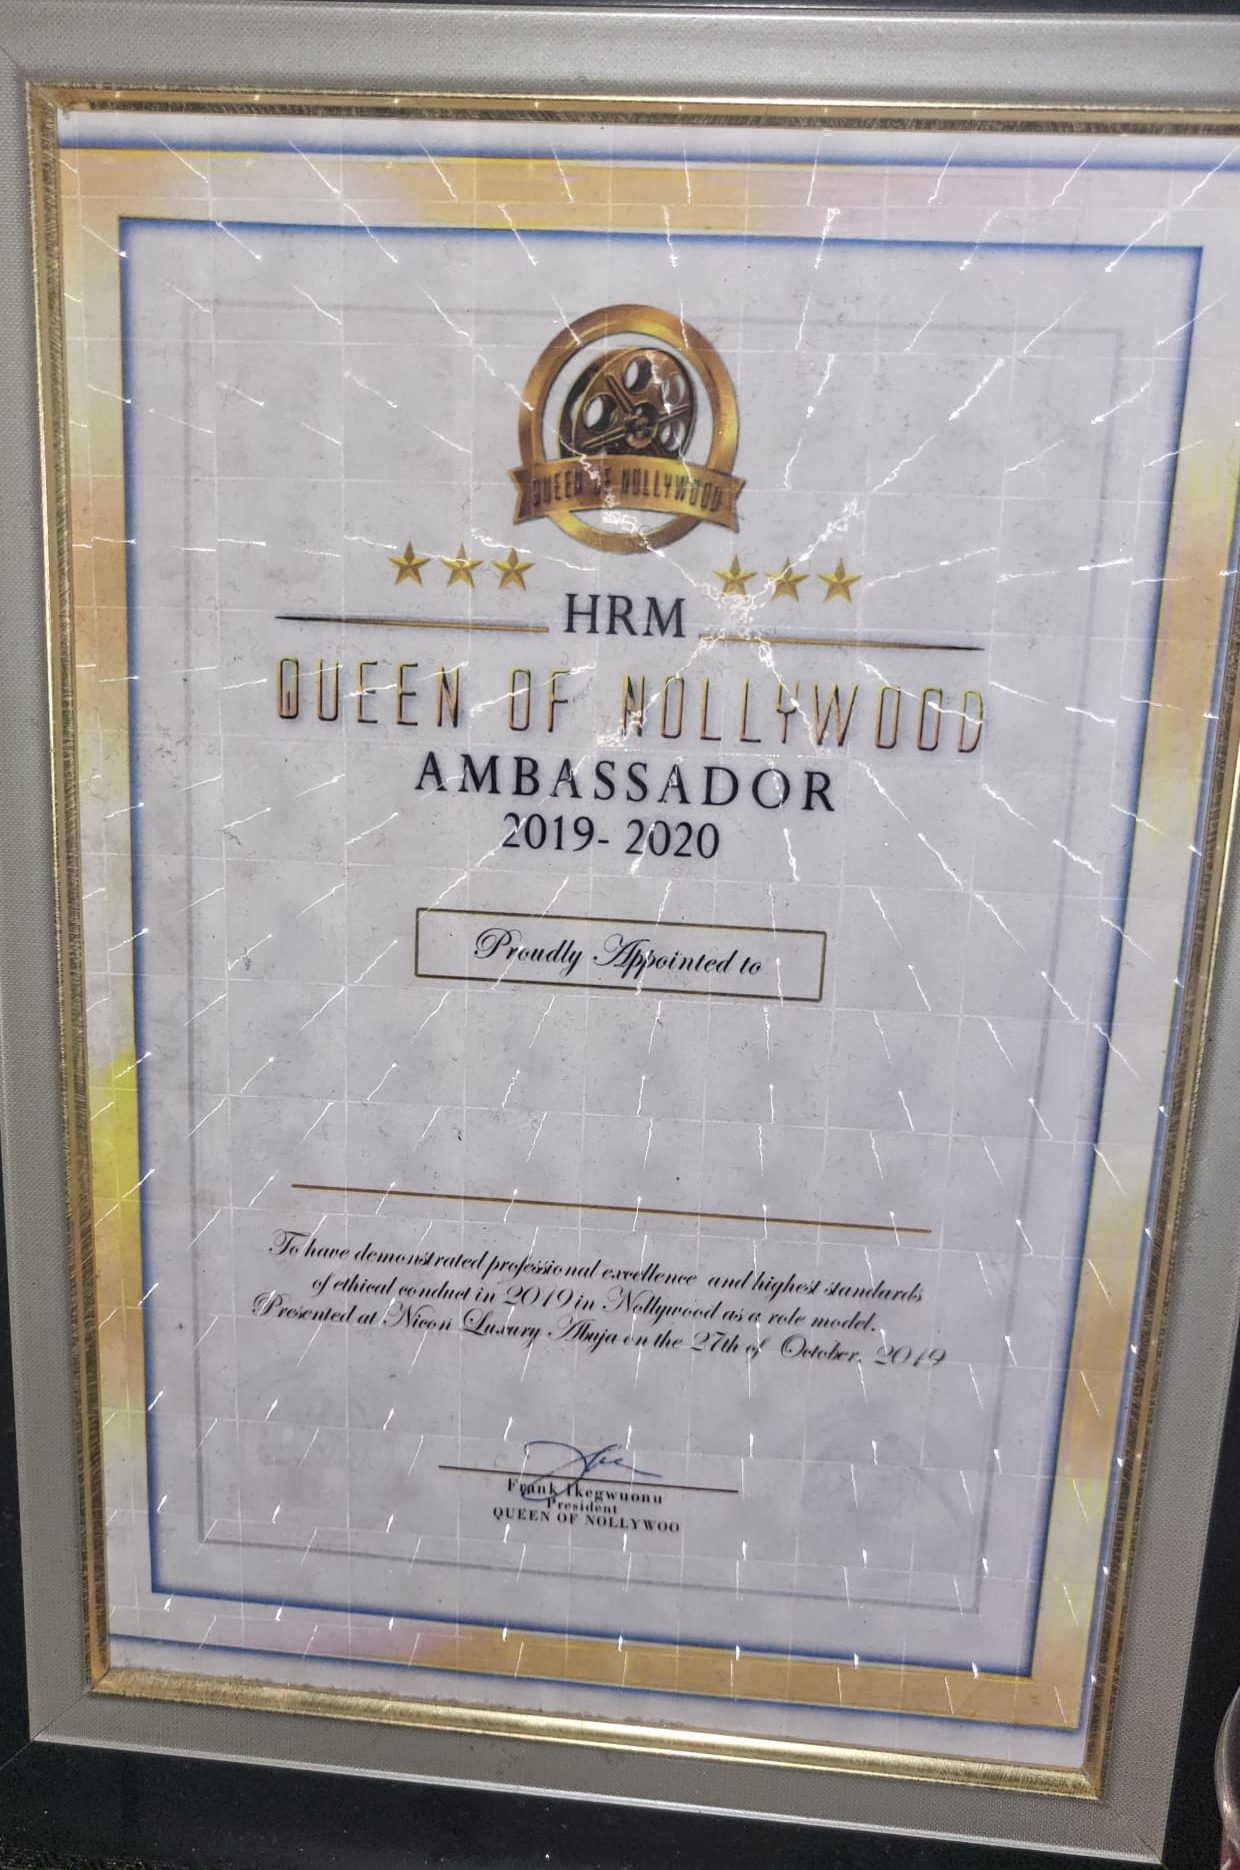 QUEEN OF NOLLYWOOD
HRM
QUEEN OF NOLLYWOOD
AMBASSADOR
2019- 2020
Proudly Appointed to
To have demonstrated professional excellence and highest standards
of ethical conduct in 2019 in Nollywood as a role model.
Presented at Nicon Luxury Abuja on the 27th of October, 2019
Frank Ikegwuonu
President
QUEEN OF NOLLYWOO